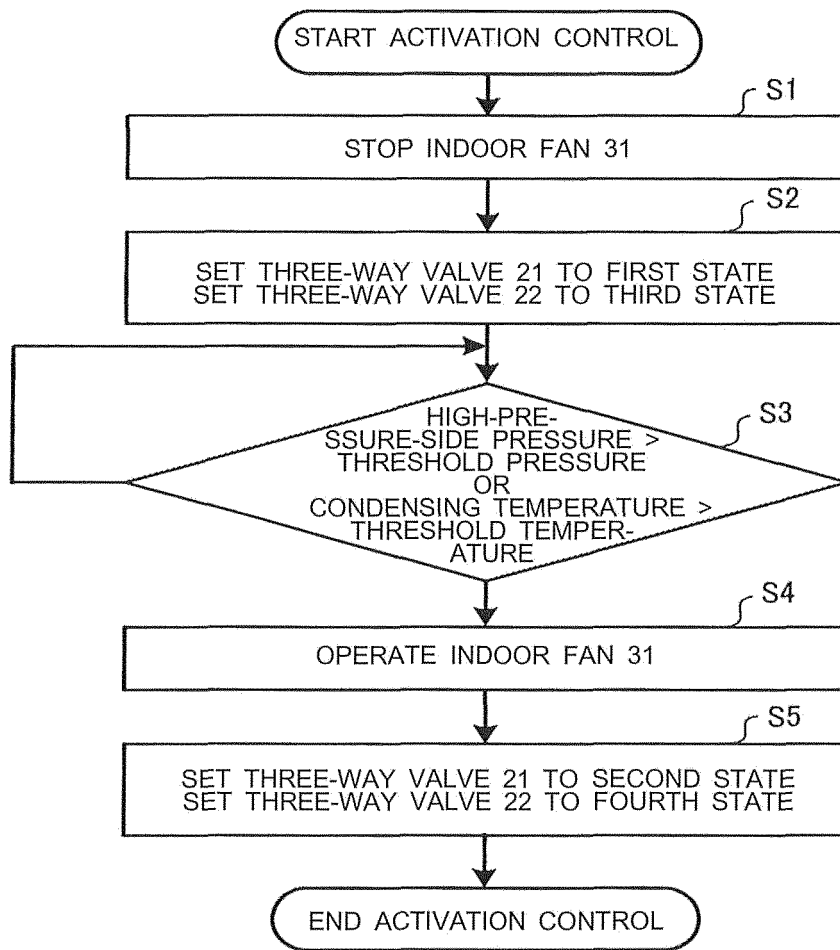 START ACTIVATION CONTROL
S1
STOP INDOOR FAN 31
S2
SET THREE-WAY VALVE 21 TO FIRST STATE
SET THREE-WAY VALVE 22 TO THIRD STATE
S3
HIGH-PRE-
SSURE-SIDE PRESSURE >
THRESHOLD PRESSURE
OR
CONDENSING TEMPERATURE >
THRESHOLD TEMPER-
ATURE
S4
OPERATE INDOOR FAN 31
S5
SET THREE-WAY VALVE 21 TO SECOND STATE
SET THREE-WAY VALVE 22 TO FOURTH STATE
END ACTIVATION CONTROL